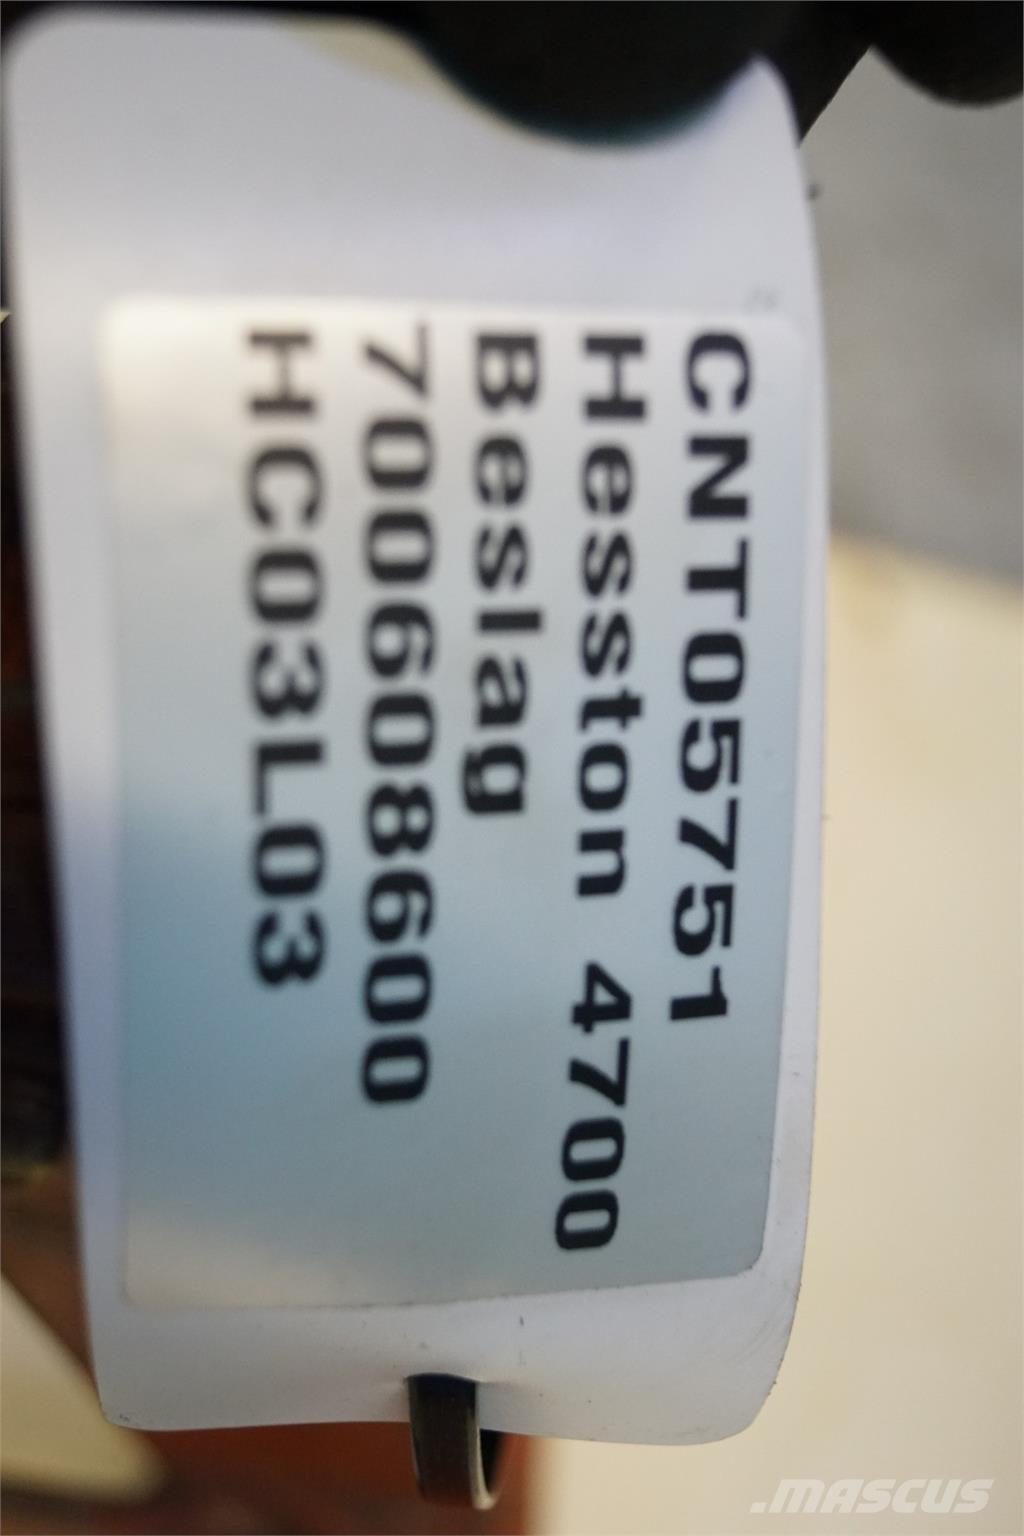 CNT05751
Hesston 4700
Beslag
700608600
HC03L03
.MASCUS